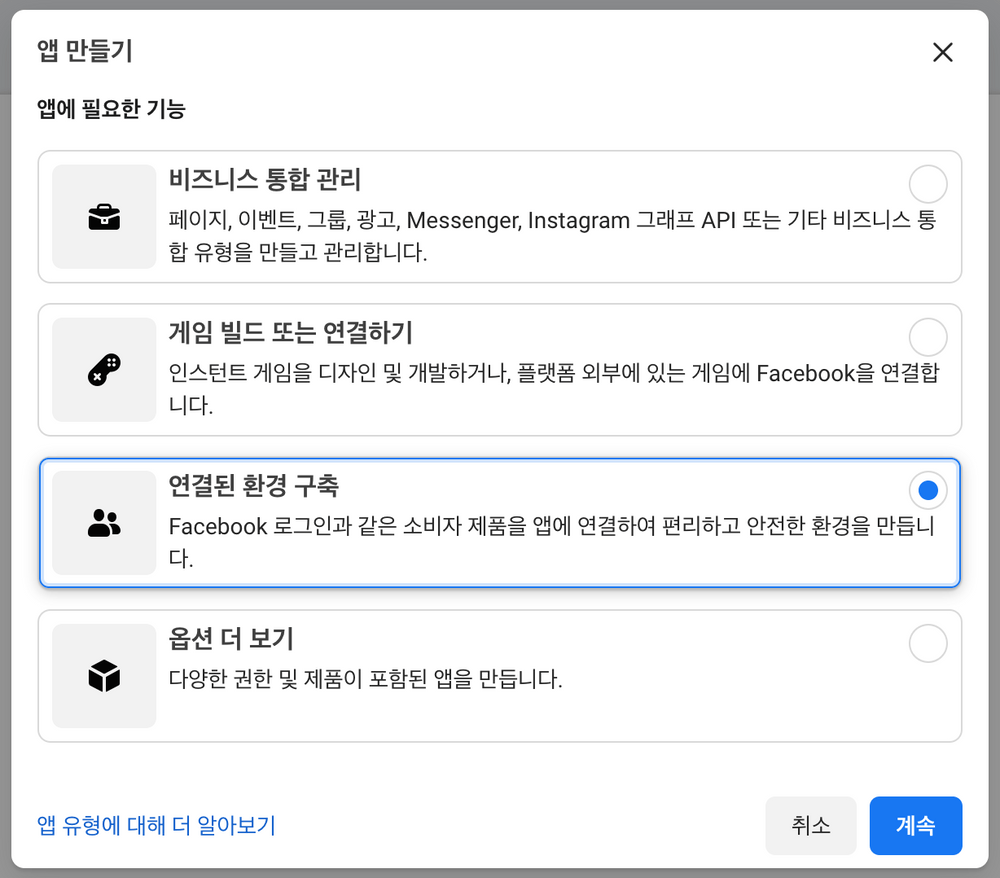 앱 만들기
앱에 필요한 기능
비즈니스 통합 관리
페이지, 이벤트, 그룹, 광고, Messenger, Instagram 그래프 API 또는 기타 비즈니스 통
합 유형을 만들고 관리합니다.
게임 빌드 또는 연결하기
인스턴트 게임을 디자인 및 개발하거나, 플랫폼 외부에 있는 게임에 Facebook을 연결합
니다.
연결된 환경 구축
Facebook 로그인과 같은 소비자 제품을 앱에 연결하여 편리하고 안전한 환경을 만듭니
다.
옵션 더 보기
다양한 권한 및 제품이 포함된 앱을 만듭니다.
앱 유형에 대해 더 알아보기
취소
계속